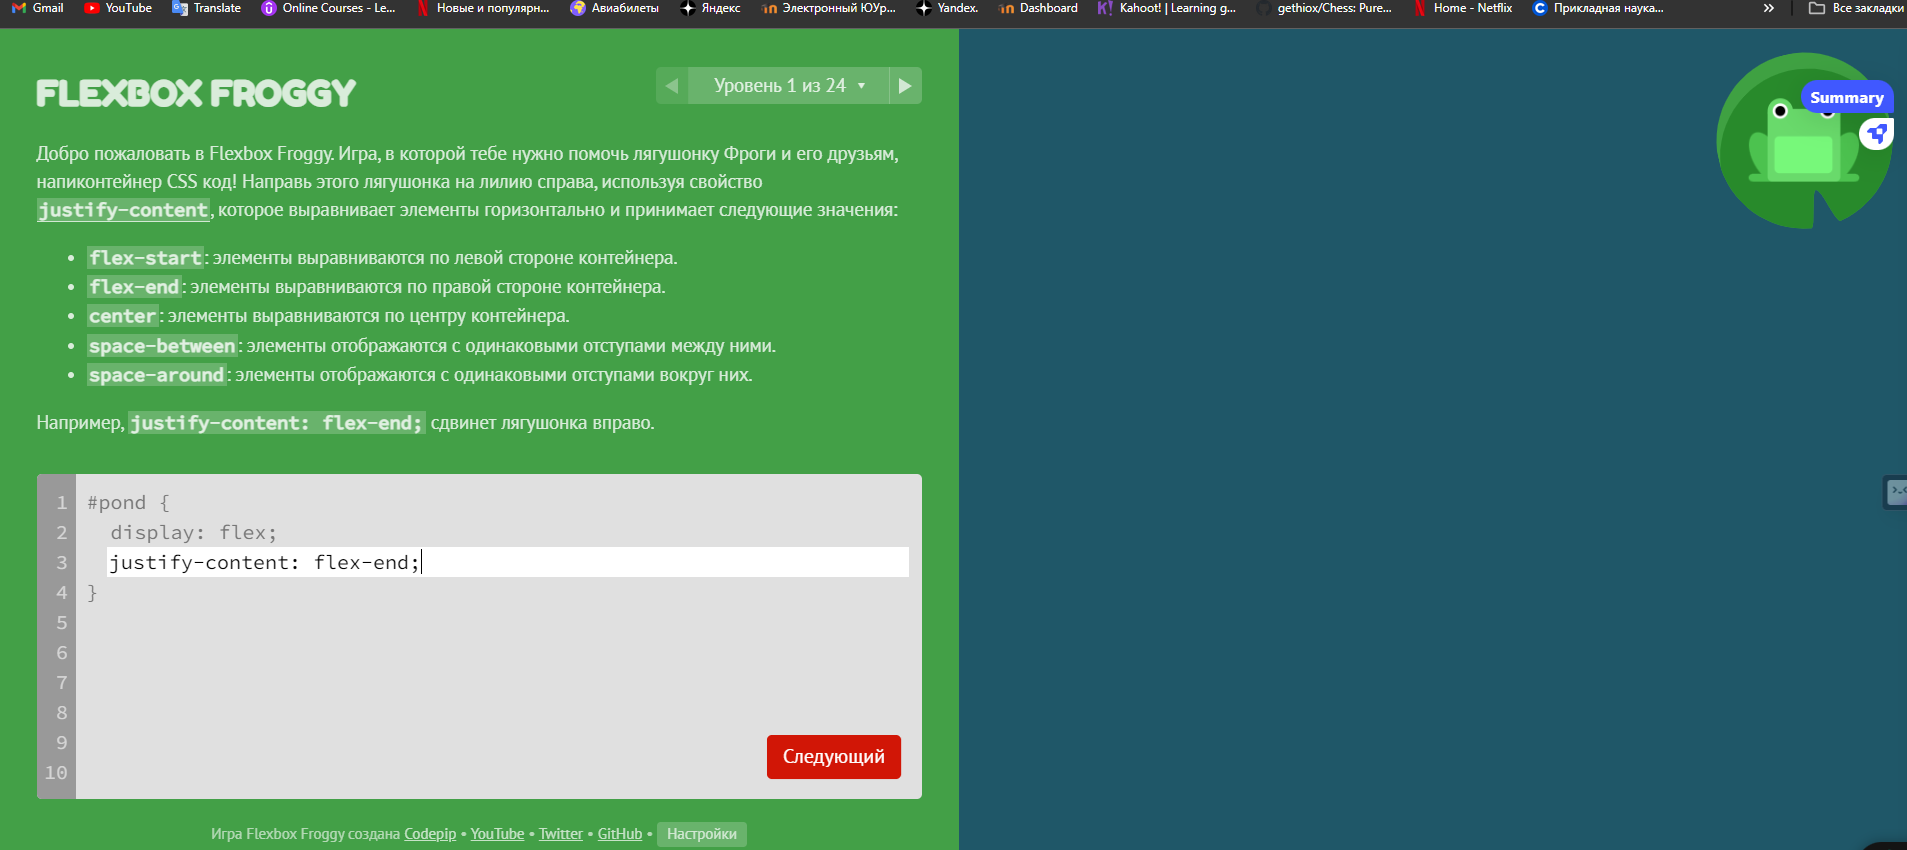 Gmail YouTube Translate Online Courses - Le... Новые и популярн... Авиабилеты Яндекс Электронный ЮУр... Yandex. Dashboard Kahoot! | Learning g... gethiox/Chess: Pure... Home - Netflix Прикладная наука... » Все закладки
FLEXBOX FROGGY
Уровень 1 из 24
Summary
Добро пожаловать в Flexbox Froggy. Игра, в которой тебе нужно помочь лягушонку Фроги и его друзьям,
напиконтейнер CSS код! Направь этого лягушонка на лилию справа, используя свойство
justify-content, которое выравнивает элементы горизонтально и принимает следующие значения:
• flex-start: элементы выравниваются по левой стороне контейнера.
• flex-end: элементы выравниваются по правой стороне контейнера.
• center: элементы выравниваются по центру контейнера.
• space-between: элементы отображаются с одинаковыми отступами между ними.
• space-around: элементы отображаются с одинаковыми отступами вокруг них.
Например, justify-content: flex-end; сдвинет лягушонка вправо.
1 #pond {
2 display: flex;
3 justify-content: flex-end;
4 }
5
6
7
8
9
10
Следующий
Игра Flexbox Froggy создана Codepip • YouTube • Twitter • GitHub • Настройки